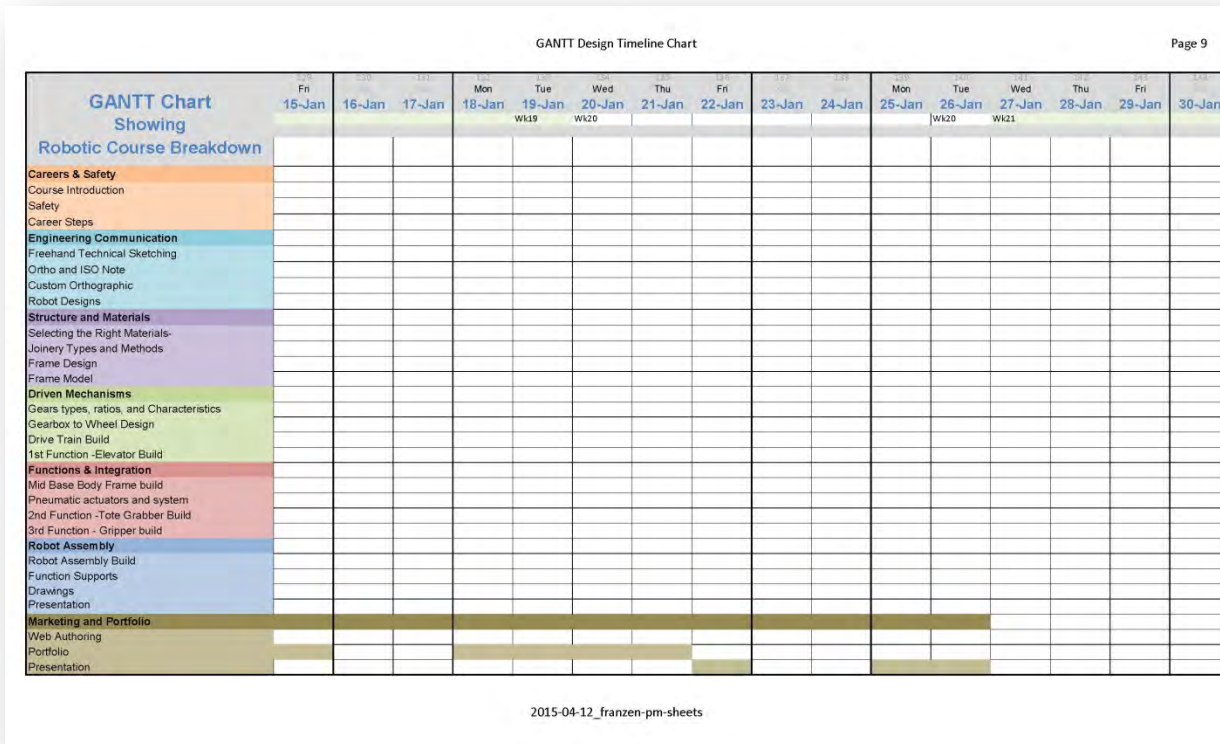 GANTT Design Timeline Chart
Page 9
GANTT Chart
Showing
Robotic Course Breakdown
Fri Mon Tue Wed Thu Fri Mon Tue Wed Thu Fri
15-Jan 16-Jan 17-Jan 18-Jan 19-Jan 20-Jan 21-Jan 22-Jan 23-Jan 24-Jan 25-Jan 26-Jan 27-Jan 28-Jan 29-Jan 30-Jan
Wk19 Wk20 Wk20 Wk21
Careers & Safety
Course Introduction
Safety
Career Steps
Engineering Communication
Freehand Technical Sketching
Ortho and ISO Note
Custom Orthographic
Robot Designs
Structure and Materials
Selecting the Right Materials-
Joinery Types and Methods
Frame Design
Frame Model
Driven Mechanisms
Gears types, ratios, and Characteristics
Gearbox to Wheel Design
Drive Train Build
1st Function -Elevator Build
Functions & Integration
Mid Base Body Frame build
Pneumatic actuators and system
2nd Function -Tote Grabber Build
3rd Function - Gripper build
Robot Assembly
Robot Assembly Build
Function Supports
Drawings
Presentation
Marketing and Portfolio
Web Authoring
Portfolio
Presentation
2015-04-12_franzen-pm-sheets